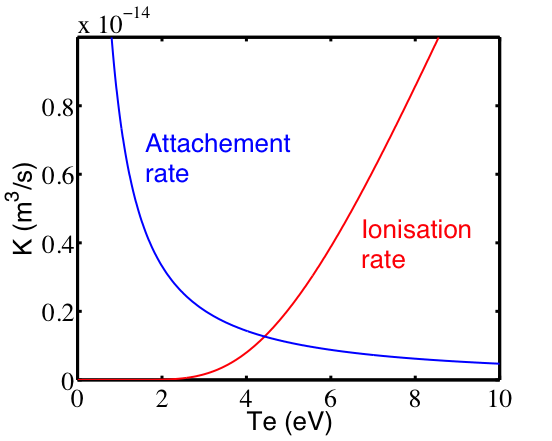 x 10⁻¹⁴
0.8
0.6
0.4
0.2
0
K (m³/s)
Attachement
rate
Ionisation
rate
0 2 4 6 8 10
Te (eV)